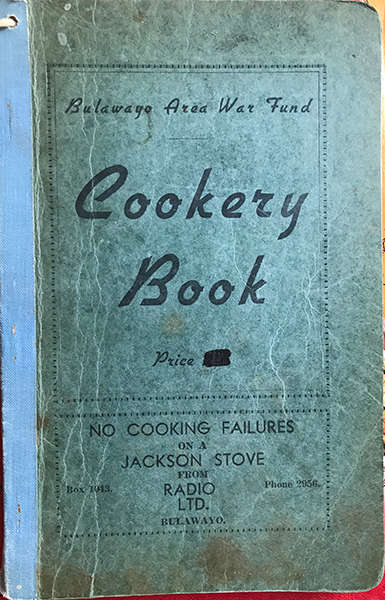 Bulawayo Area War Fund
Cookery
Book
Price
NO COOKING FAILURES
ON A
JACKSON STOVE
FROM
Box 1043. RADIO Phone 2956.
LTD.
BULAWAYO.